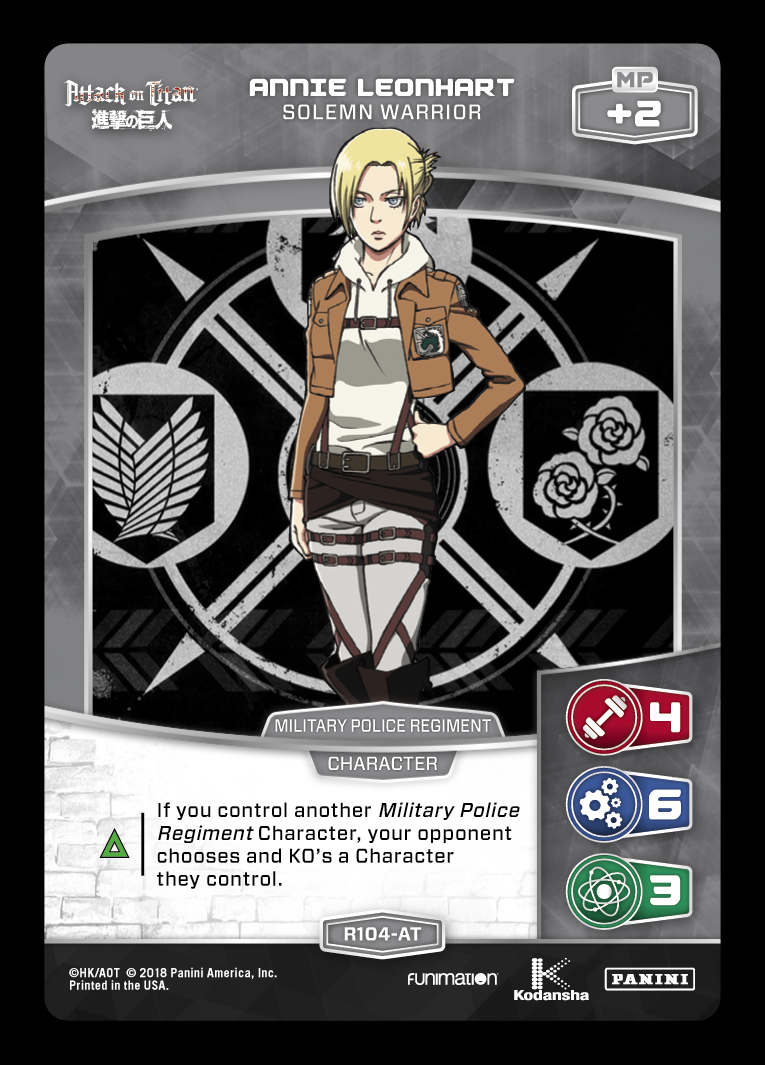 Attack on Titan
進撃の巨人
ANNIE LEONHART
SOLEMN WARRIOR
MP
+2
MILITARY POLICE REGIMENT
CHARACTER
4
6
3
If you control another Military Police
Regiment Character, your opponent
chooses and KO's a Character
they control.
R104-AT
©HK/AOT © 2018 Panini America, Inc.
Printed in the USA.
FUNIMATION
Kodansha
PANINI